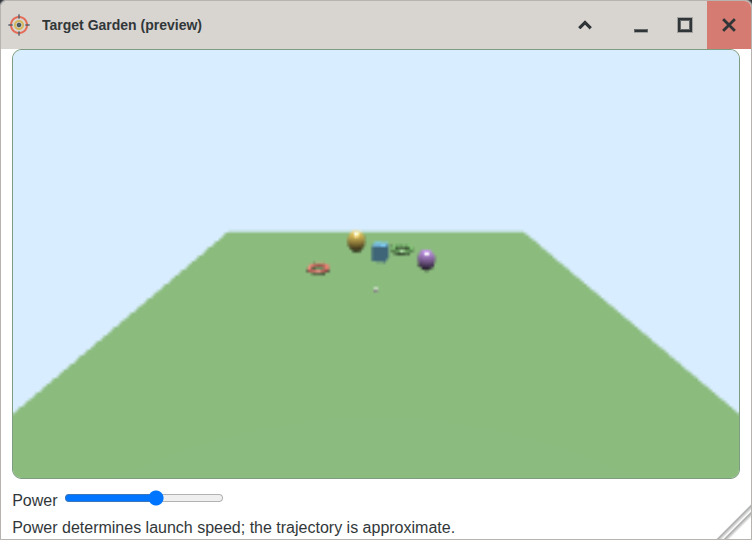 Target Garden (preview)
Power
Power determines launch speed; the trajectory is approximate.